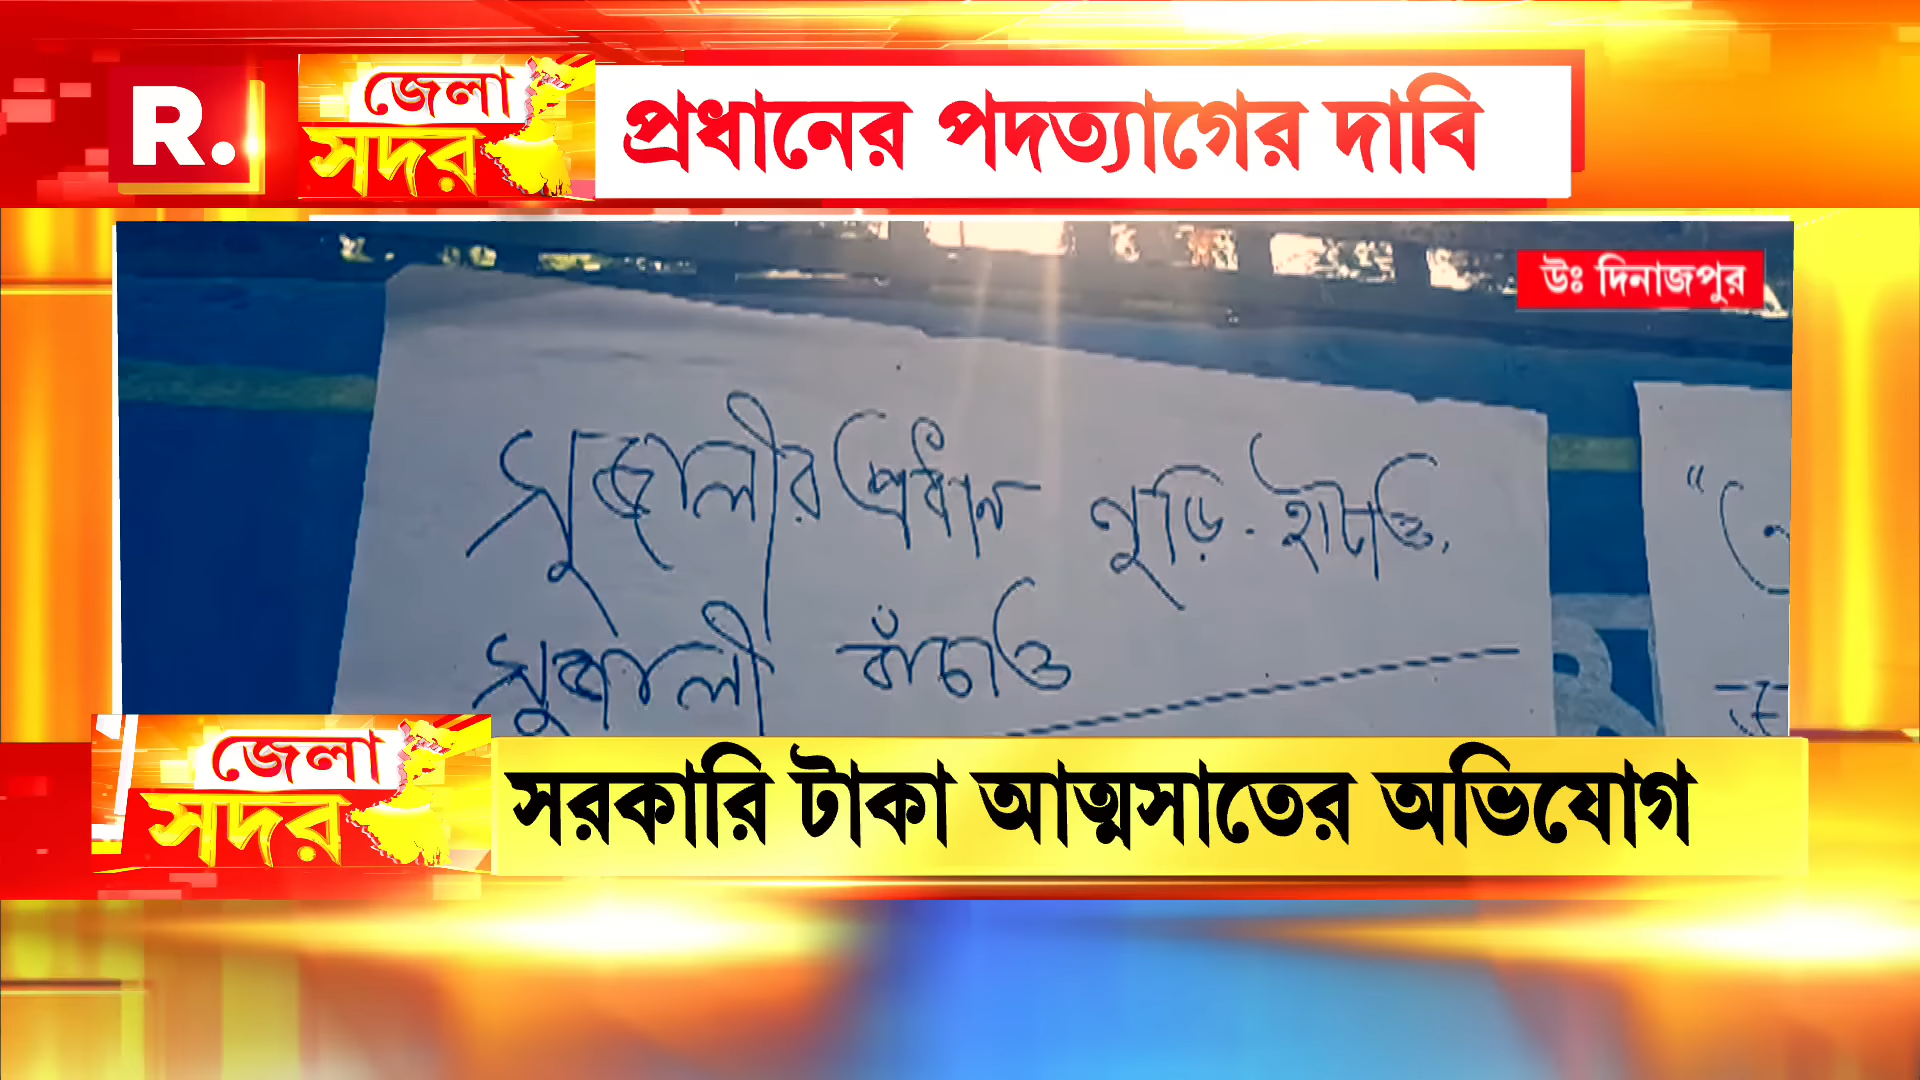 R.
জেলা
সদর
প্রধানের পদত্যাগের দাবি
উঃ দিনাজপুর
সুজালীর প্রধান নুড়ি. হাটাও.
সুজালী বাঁচাও
জেলা
সদর
সরকারি টাকা আত্মসাতের অভিযোগ